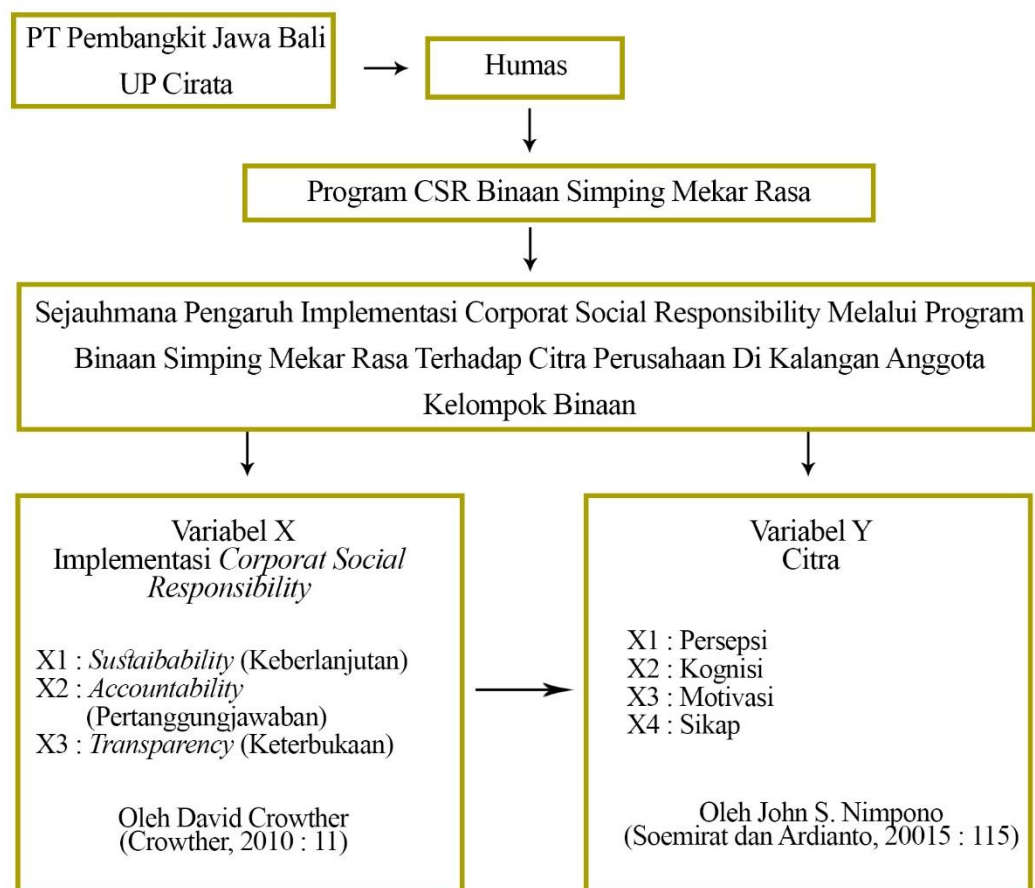 PT Pembangkit Jawa Bali
UP Cirata
Humas
Program CSR Binaan Simping Mekar Rasa
Sejauhmana Pengaruh Implementasi Corporat Social Responsibility Melalui Program
Binaan Simping Mekar Rasa Terhadap Citra Perusahaan Di Kalangan Anggota
Kelompok Binaan
Variabel X
Implementasi Corporat Social
Responsibility
X1 : Sustaibability (Keberlanjutan)
X2 : Accountability
(Pertanggungjawaban)
X3 : Transparency (Keterbukaan)
Oleh David Crowther
(Crowther, 2010 : 11)
Variabel Y
Citra
X1 : Persepsi
X2 : Kognisi
X3 : Motivasi
X4 : Sikap
Oleh John S. Nimpono
(Soemirat dan Ardianto, 20015 : 115)